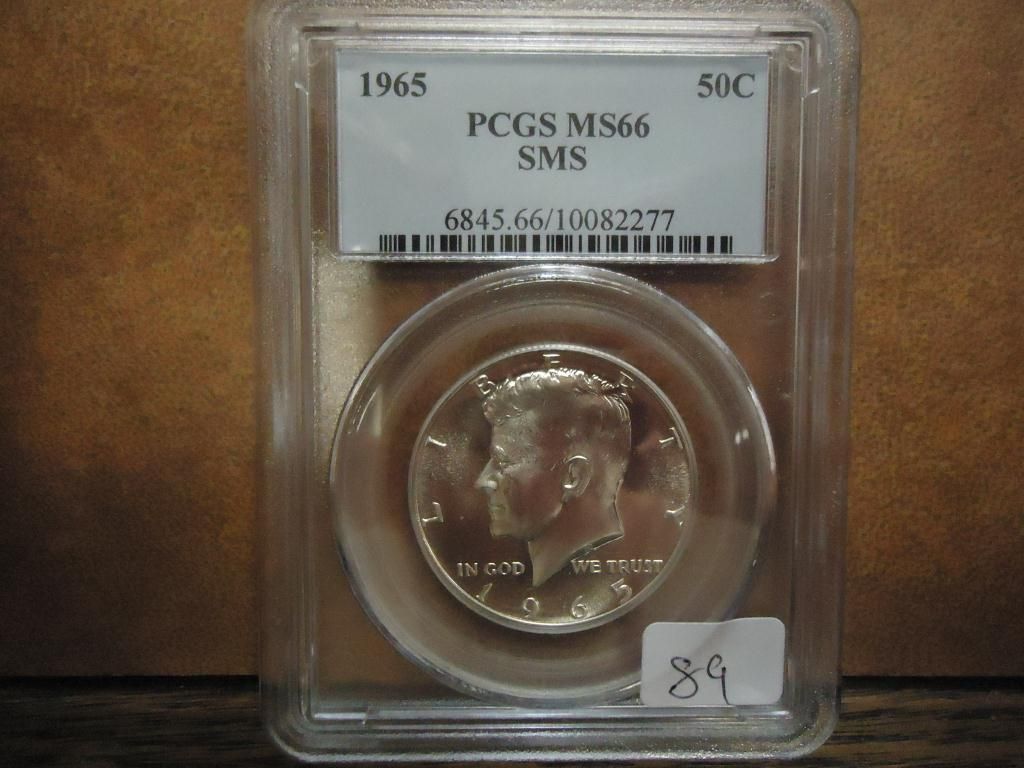 1965 50C
PCGS MS66
SMS
6845.66/10082277
LIBERTY
IN GOD WE TRUST
1965
89